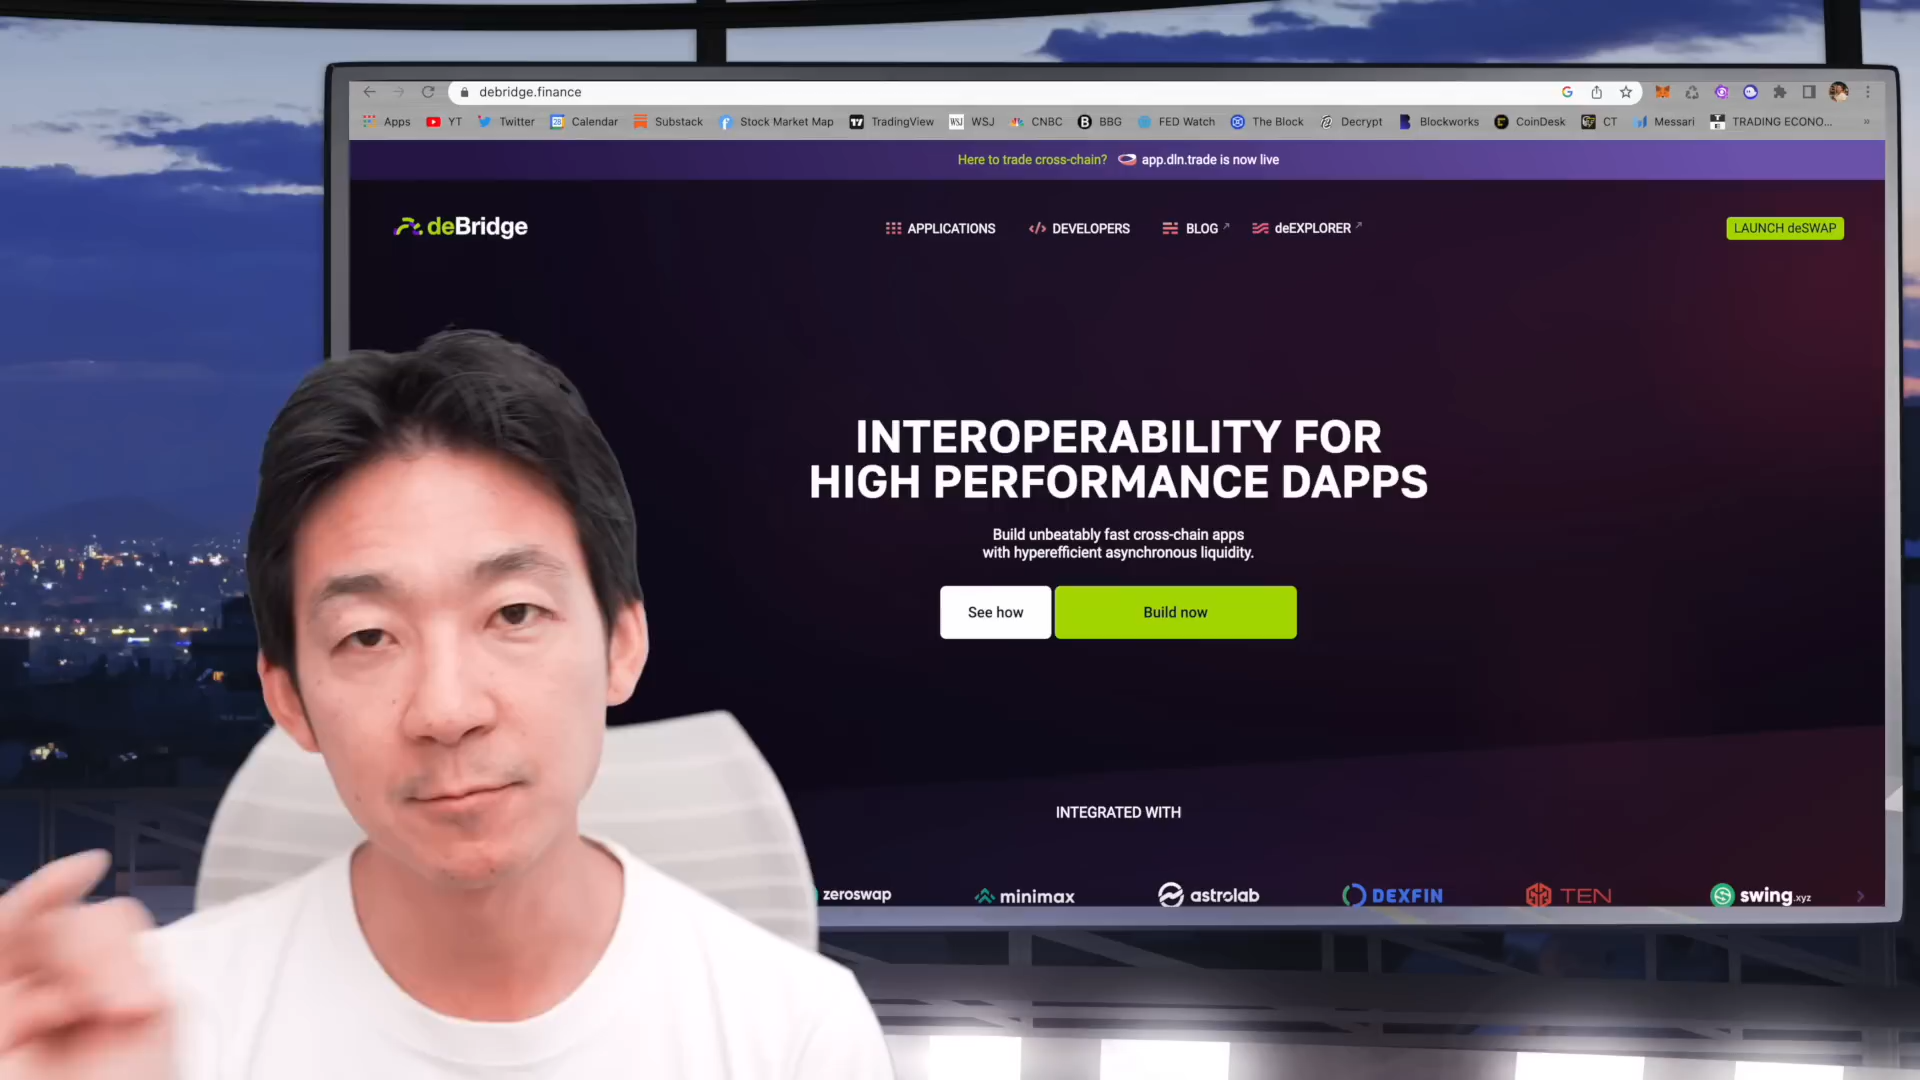 debridge.finance
Apps YT Twitter Calendar Substack Stock Market Map TradingView WSJ CNBC BBG FED Watch The Block Decrypt Blockworks CoinDesk CT Messari TRADING ECONO... »
Here to trade cross-chain? app.dln.trade is now live
deBridge
APPLICATIONS </> DEVELOPERS BLOG ↗ deEXPLORER ↗
LAUNCH deSWAP
INTEROPERABILITY FOR
HIGH PERFORMANCE DAPPS
Build unbeatably fast cross-chain apps
with hyperefficient asynchronous liquidity.
See how Build now
INTEGRATED WITH
zeroswap minimax astrolab DEXFIN TEN swing.xyz